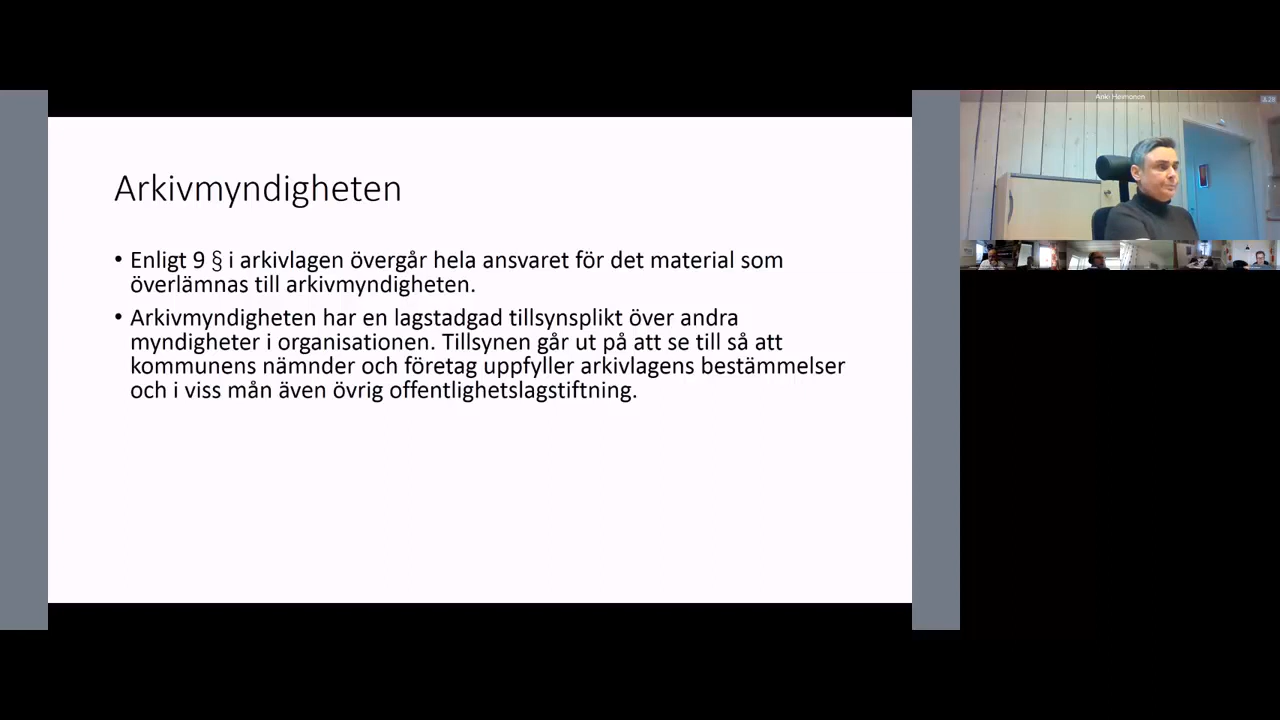 Arkivmyndigheten
• Enligt 9 § i arkivlagen övergår hela ansvaret för det material som
överlämnas till arkivmyndigheten.
• Arkivmyndigheten har en lagstadgad tillsynsplikt över andra
myndigheter i organisationen. Tillsynen går ut på att se till så att
kommunens nämnder och företag uppfyller arkivlagens bestämmelser
och i viss mån även övrig offentlighetslagstiftning.